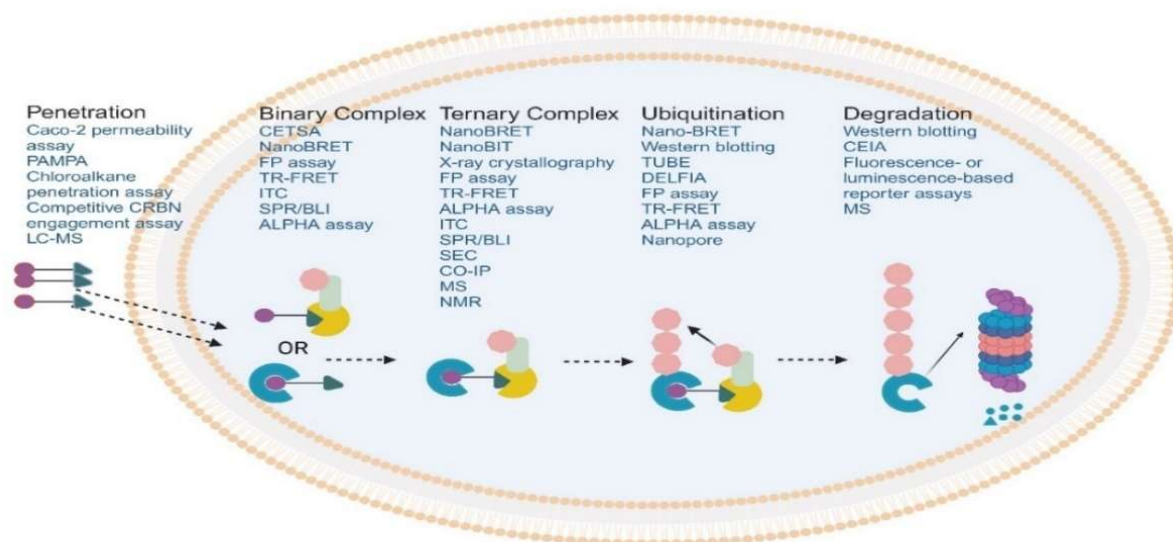 Penetration
Caco-2 permeability
assay
PAMPA
Chloroalkane
penetration assay
Competitive CRBN
engagement assay
LC-MS
Binary Complex
CETSA
NanoBRET
FP assay
TR-FRET
ITC
SPR/BLI
ALPHA assay
OR
Ternary Complex
NanoBRET
NanoBIT
X-ray crystallography
FP assay
TR-FRET
ALPHA assay
ITC
SPR/BLI
SEC
CO-IP
MS
NMR
Ubiquitination
Nano-BRET
Western blotting
TUBE
DELFIA
FP assay
TR-FRET
ALPHA assay
Nanopore
Degradation
Western blotting
CEIA
Fluorescence- or
luminescence-based
reporter assays
MS